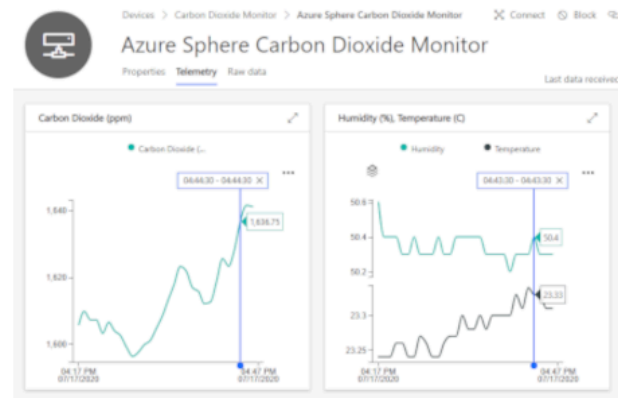 Devices > Carbon Dioxide Monitor > Azure Sphere Carbon Dioxide Monitor
Connect
Block
Azure Sphere Carbon Dioxide Monitor
Properties Telemetry Raw data
Last data received
Carbon Dioxide (ppm)
Carbon Dioxide (...
04:44:30 - 04:44:30 ×
1,640
1,638.75
1,620
1,600
04:17 PM
07/17/2020
04:47 PM
07/17/2020
Humidity (%), Temperature (C)
Humidity
Temperature
04:43:30 - 04:43:30 ×
50.6
50.4
50.4
50.2
23.33
23.3
23.25
04:17 PM
07/17/2020
04:47 PM
07/17/2020